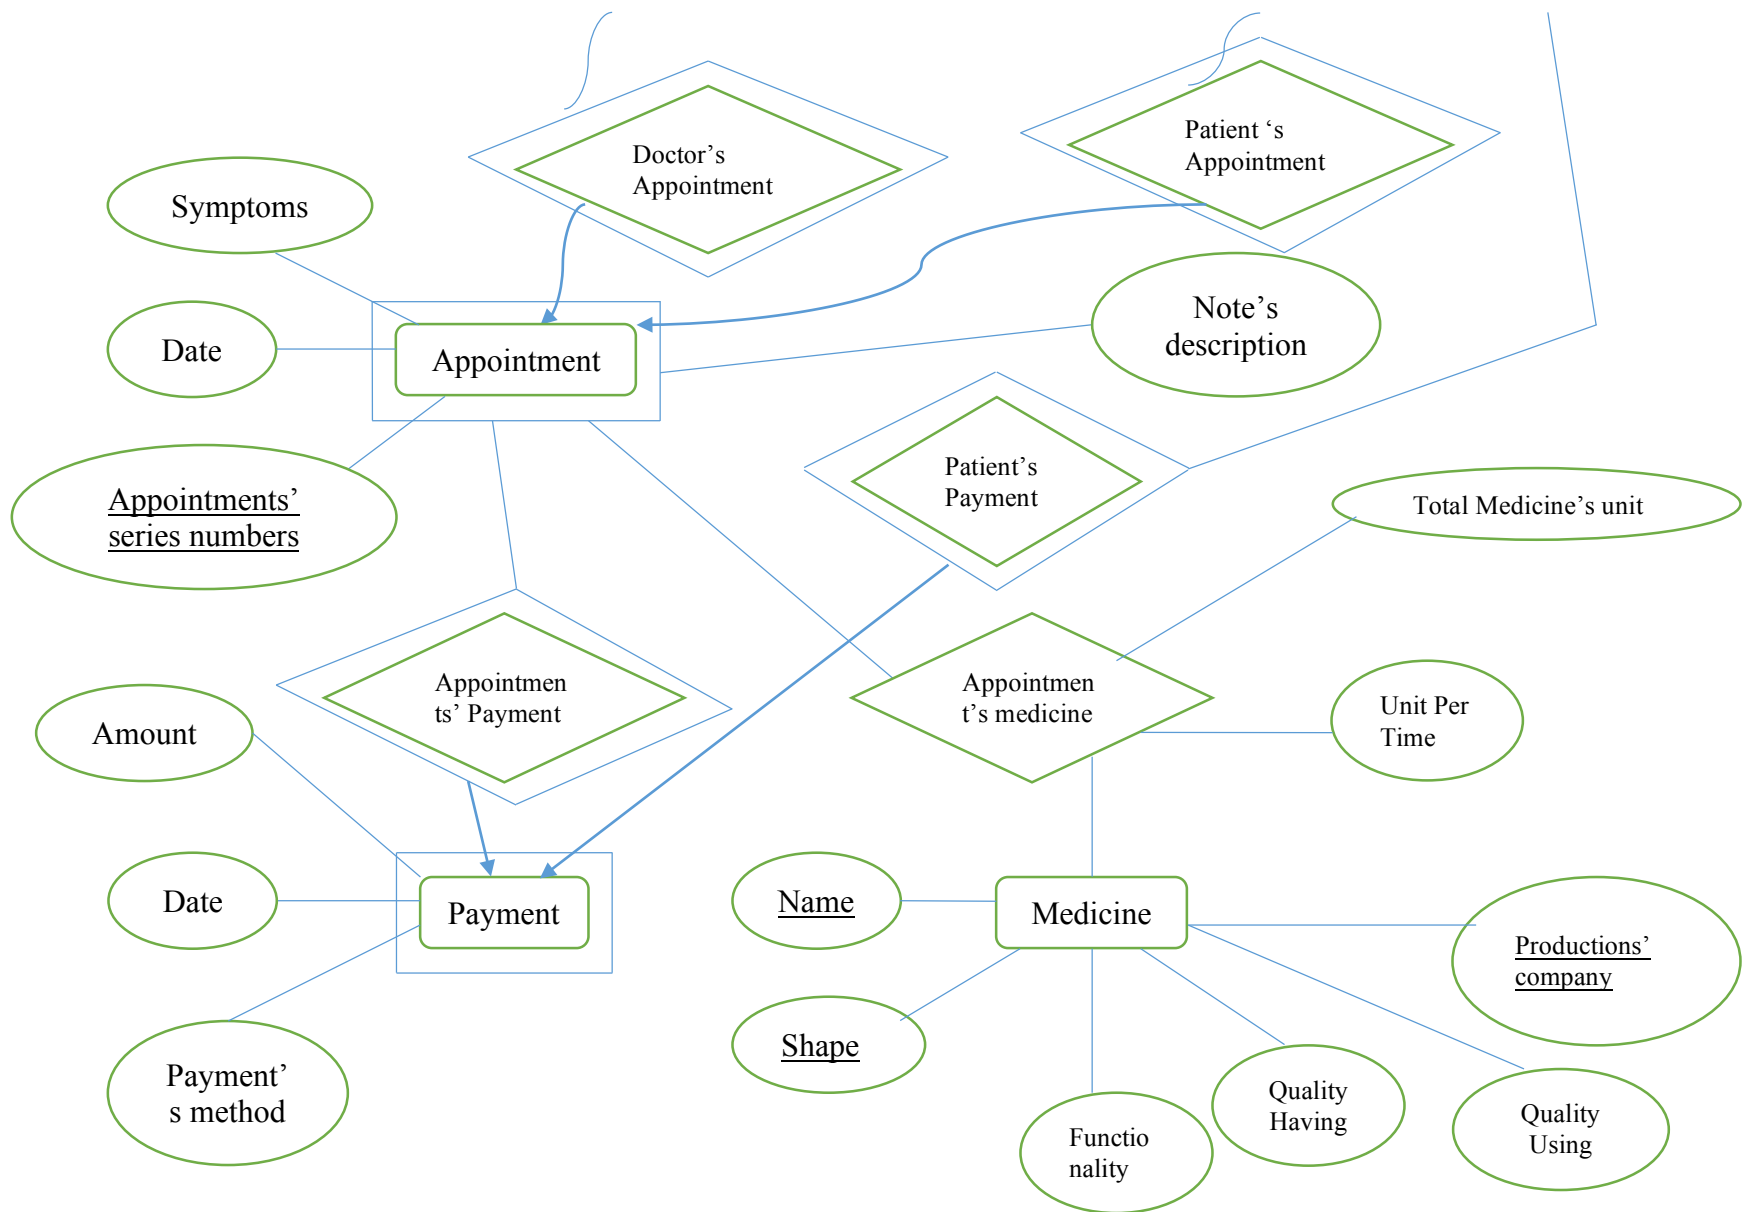 Doctor’s
Appointment
Patient ‘s
Appointment
Symptoms
Note’s
description
Date
Appointment
Patient’s
Payment
Appointments’
series numbers
Total Medicine’s unit
Appointmen
ts’ Payment
Appointmen
t’s medicine
Unit Per
Time
Amount
Date
Payment
Name
Medicine
Productions’
company
Shape
Payment’
s method
Functio
nality
Quality
Having
Quality
Using